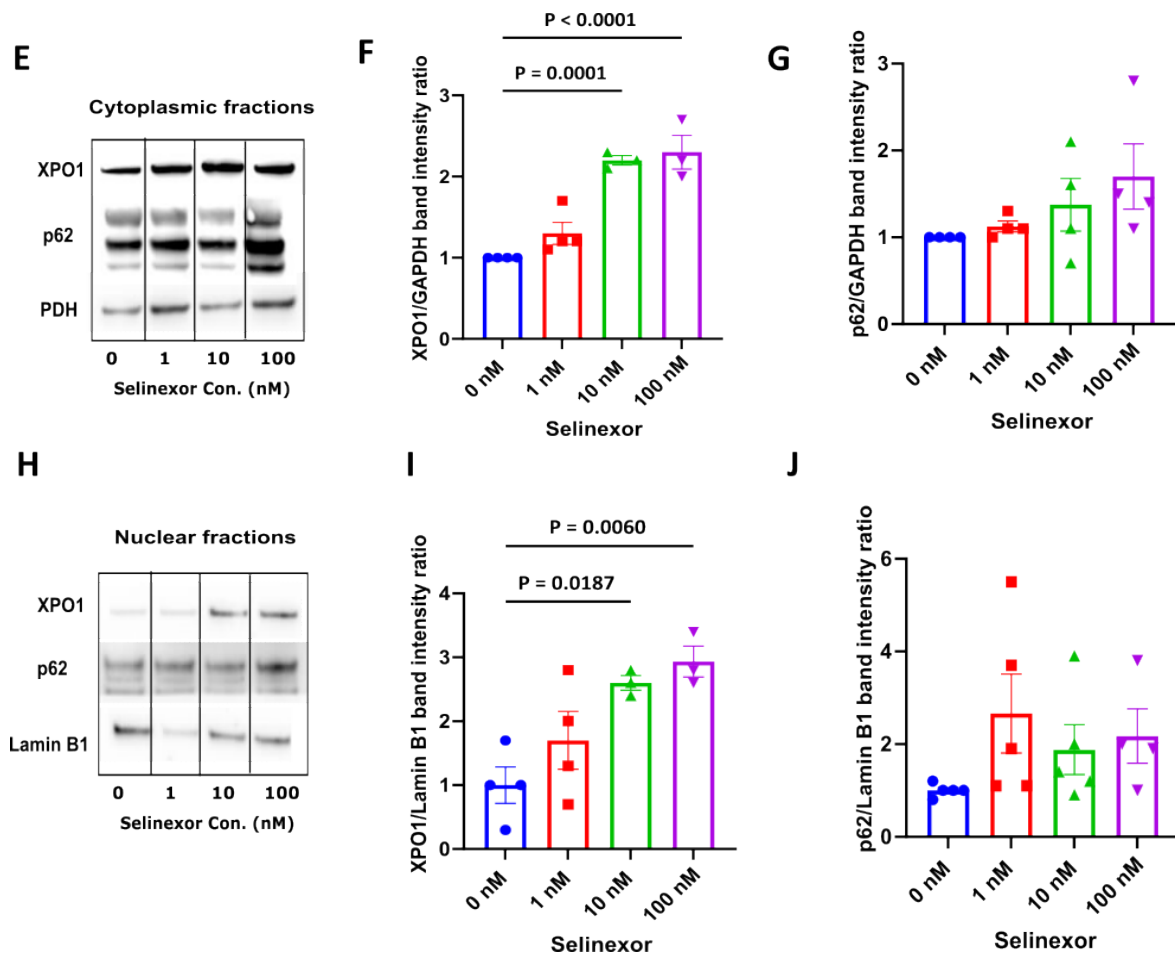 E
Cytoplasmic fractions
XPO1
p62
PDH
0 1 10 100
Selinexor Con. (nM)
F
P < 0.0001
P = 0.0001
XPO1/GAPDH band intensity ratio
3
2
1
0
0 nM
1 nM
10 nM
100 nM
Selinexor
G
p62/GAPDH band intensity ratio
3
2
1
0
0 nM
1 nM
10 nM
100 nM
Selinexor
H
Nuclear fractions
XPO1
p62
Lamin B1
0 1 10 100
Selinexor Con. (nM)
I
P = 0.0060
P = 0.0187
XPO1/Lamin B1 band intensity ratio
4
3
2
1
0
0 nM
1 nM
10 nM
100 nM
Selinexor
J
p62/Lamin B1 band intensity ratio
6
4
2
0
0 nM
1 nM
10 nM
100 nM
Selinexor